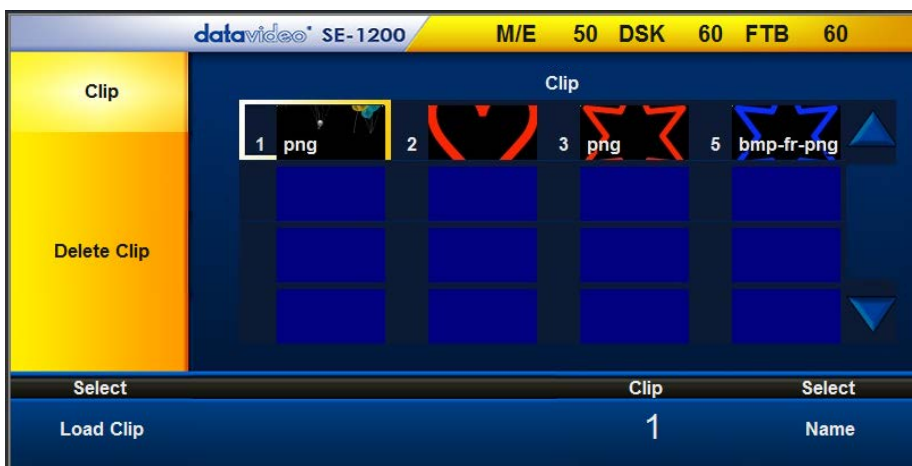 datavideo SE-1200 M/E 50 DSK 60 FTB 60
Clip
Clip
1 png 2 3 png 5 bmp-fr-png
Delete Clip
Select Clip Select
Load Clip 1 Name